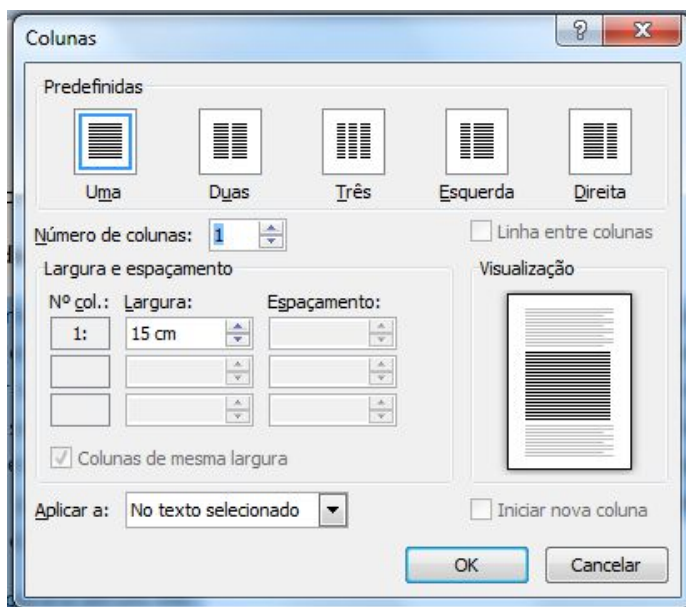 Colunas
Predefinidas
Uma Duas Três Esquerda Direita
Número de colunas: 1 Linha entre colunas
Largura e espaçamento Visualização
Nº col.: Largura: Espaçamento:
1: 15 cm
Colunas de mesma largura
Aplicar a: No texto selecionado Iniciar nova coluna
OK Cancelar